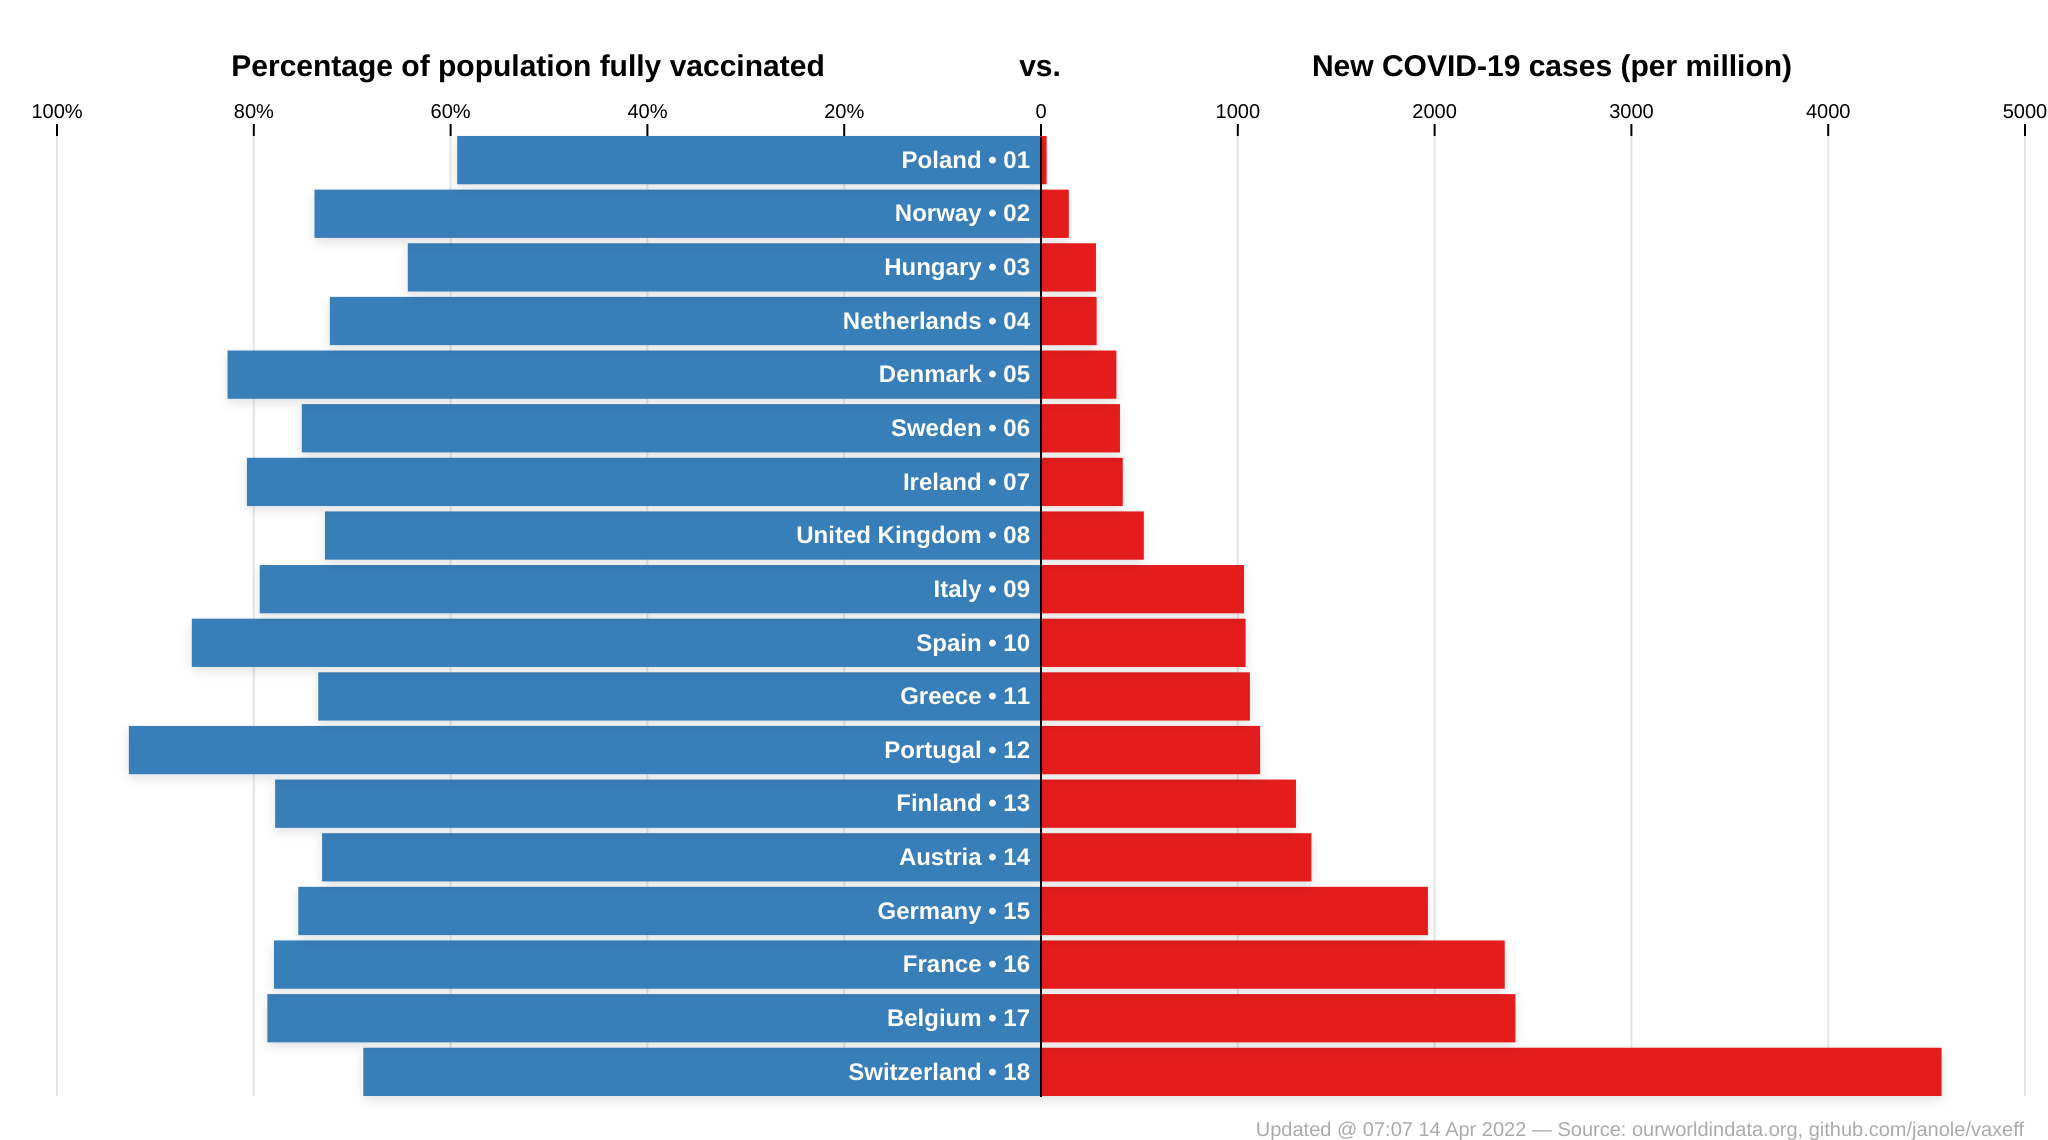 Percentage of population fully vaccinated vs. New COVID-19 cases (per million)
100% 80% 60% 40% 20% 0 1000 2000 3000 4000 5000
Poland • 01
Norway • 02
Hungary • 03
Netherlands • 04
Denmark • 05
Sweden • 06
Ireland • 07
United Kingdom • 08
Italy • 09
Spain • 10
Greece • 11
Portugal • 12
Finland • 13
Austria • 14
Germany • 15
France • 16
Belgium • 17
Switzerland • 18
Updated @ 07:07 14 Apr 2022 — Source: ourworldindata.org, github.com/janole/vaxeff